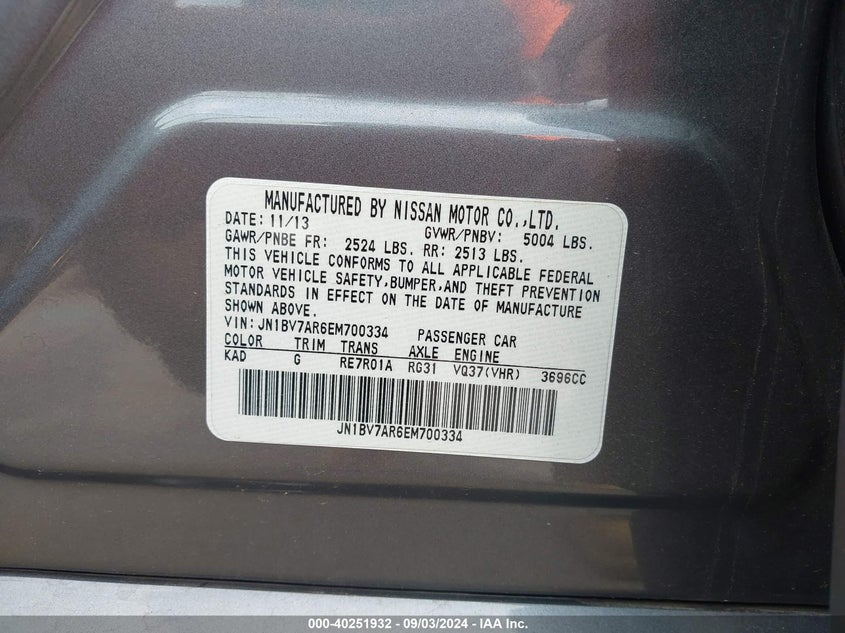 MANUFACTURED BY NISSAN MOTOR CO.,LTD.
DATE: 11/13 GVWR/PNBV: 5004 LBS.
GAWR/PNBE FR: 2524 LBS. RR: 2513 LBS.
THIS VEHICLE CONFORMS TO ALL APPLICABLE FEDERAL
MOTOR VEHICLE SAFETY,BUMPER,AND THEFT PREVENTION
STANDARDS IN EFFECT ON THE DATE OF MANUFACTURE
SHOWN ABOVE.
VIN:JN1BV7AR6EM700334 PASSENGER CAR
COLOR TRIM TRANS AXLE ENGINE
KAD G RE7R01A RG31 VQ37(VHR) 3696CC
JN1BV7AR6EM700334
000-40251932 - 09/03/2024 - IAA Inc.